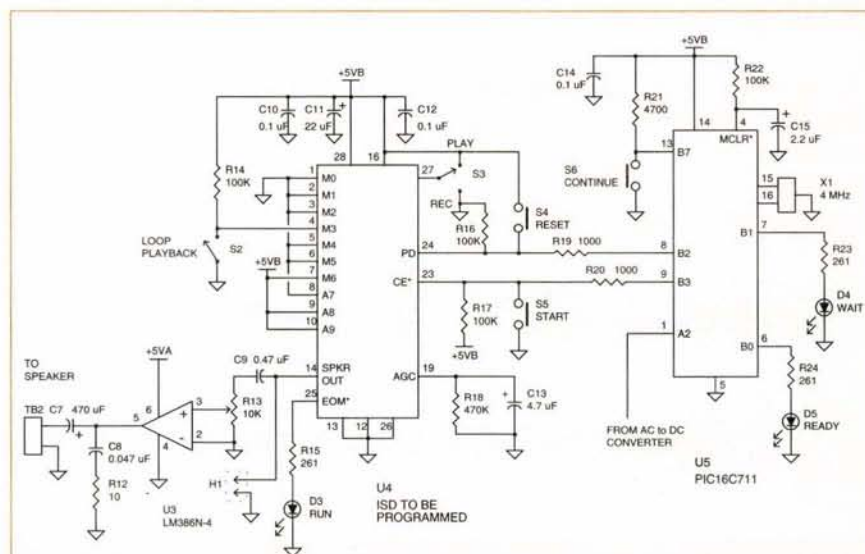 +5VB
C10
0.1 uF
C11
22 uF
+
C12
0.1 uF
R14
100K
28
16
PLAY
27
S3
REC
1
M0
2
M1
3
M2
4
M3
5
M4
6
M5
7
M6
8
A7
9
A8
10
A9
LOOP
PLAYBACK
S2
+5VB
R16
100K
S4
RESET
PD
24
R19 1000
CE*
23
R20 1000
R17
100K
+5VB
S5
START
AGC
19
R18
470K
+
C13
4.7 uF
14
SPKR
OUT
25
EOM*
13
12
26
U4
ISD TO BE
PROGRAMMED
R15
261
D3
RUN
H1
C9 0.47 uF
R13
10K
+5VA
TO
SPEAKER
TB2
C7 470 uF
+
C8
0.047 uF
R12
10
5
6
3
+
-
2
4
U3
LM386N-4
+5VB
C14
0.1 uF
R21
4700
R22
100K
14
4
MCLR*
+
C15
2.2 uF
13
B7
S6
CONTINUE
15
16
X1
4 MHz
8
B2
9
B3
1
A2
B1
7
R23
261
D4
WAIT
B0
6
R24
261
D5
READY
5
FROM AC to DC
CONVERTER
U5
PIC16C711